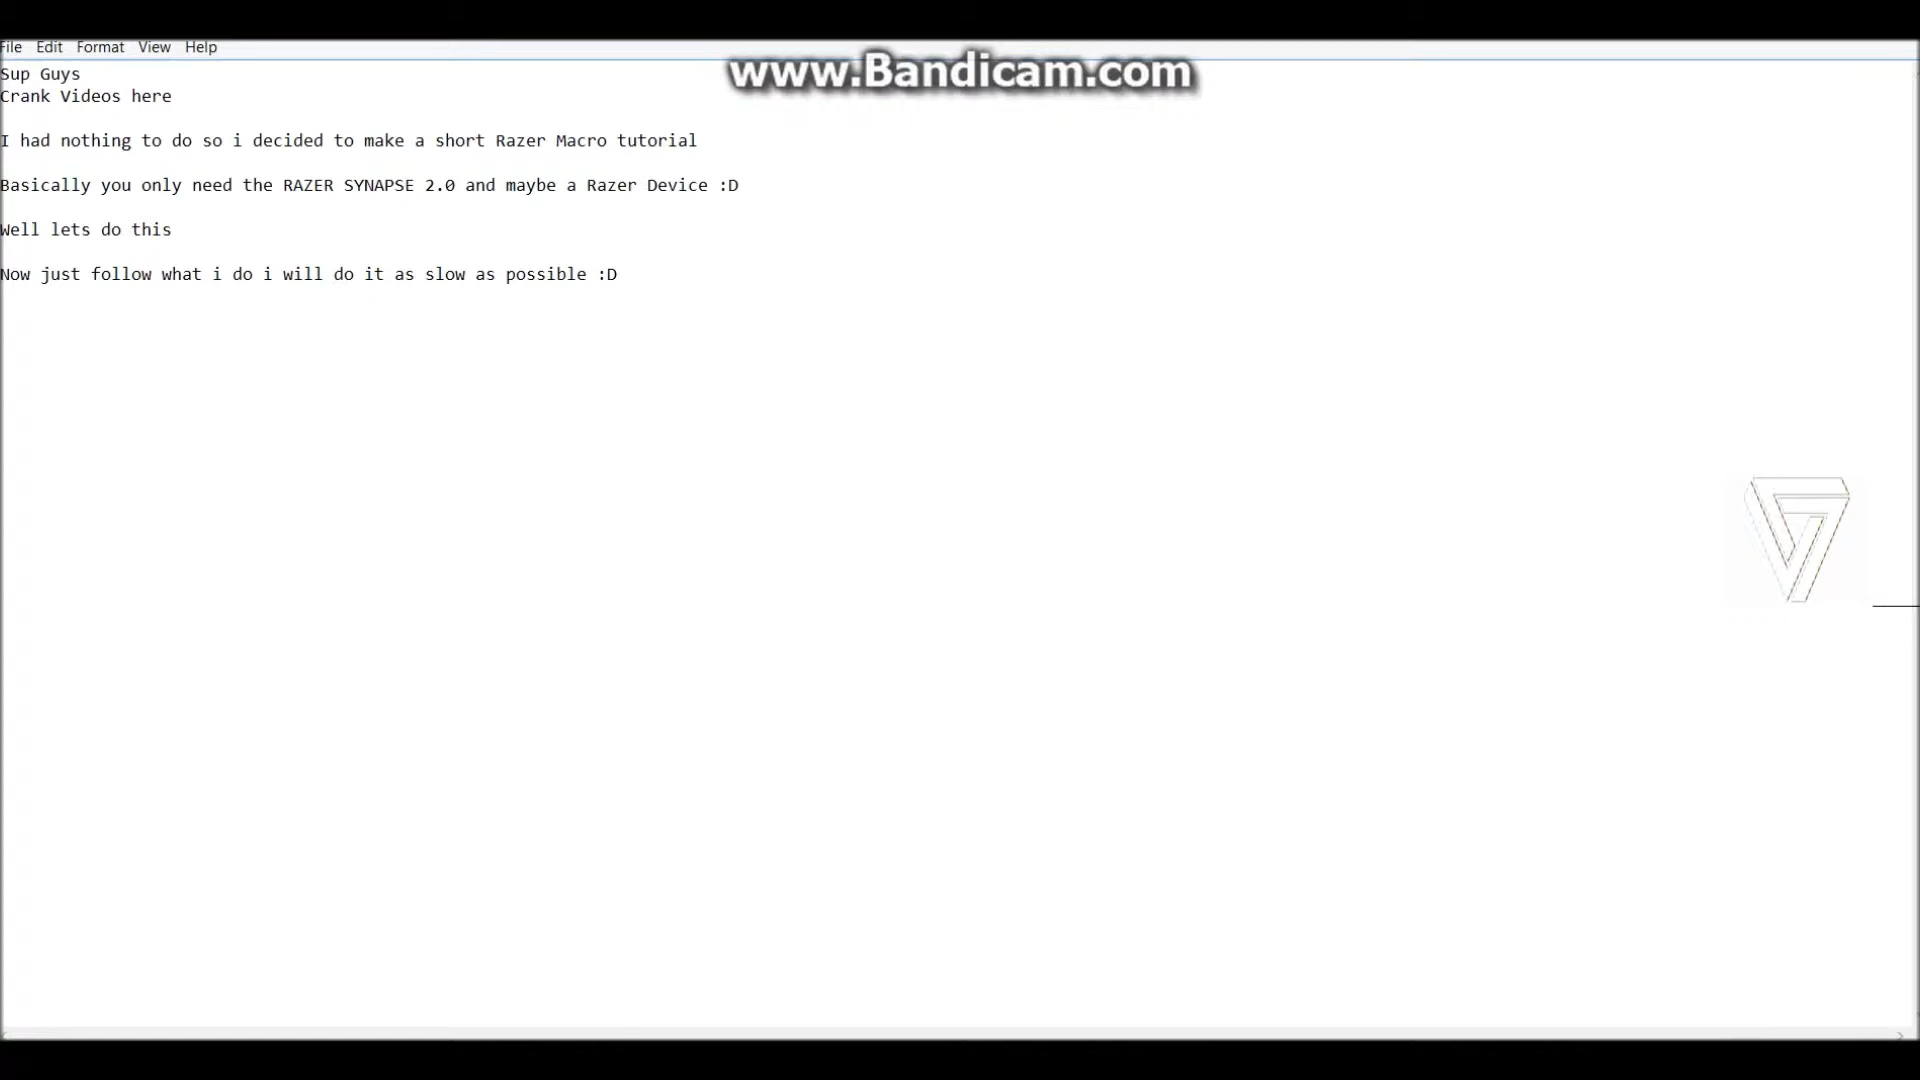 File Edit Format View Help
www.Bandicam.com
Sup Guys
Crank Videos here
I had nothing to do so i decided to make a short Razer Macro tutorial
Basically you only need the RAZER SYNAPSE 2.0 and maybe a Razer Device :D
Well lets do this
Now just follow what i do i will do it as slow as possible :D